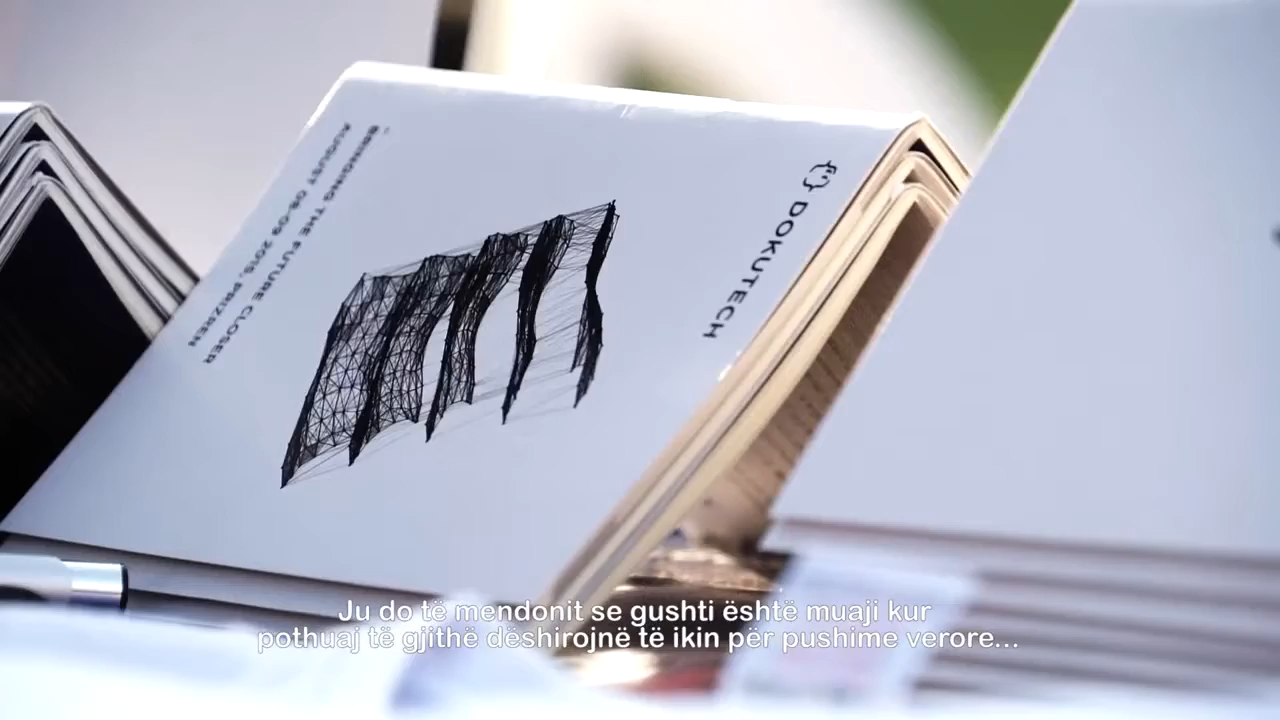 {°} DOKUTECH
BRINGING THE FUTURE CLOSER
AUGUST 08-09 2015, PRIZREN
Ju do të mendonit se gushti është muaji kur
pothuaj të gjithë dëshirojnë të ikin për pushime verore...